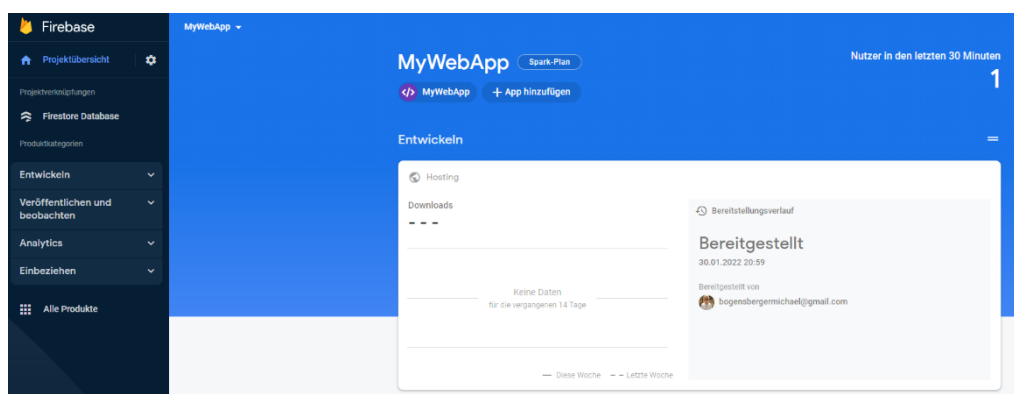 Firebase
Projektübersicht
Projektverknüpfungen
Firestore Database
Produktkategorien
Entwickeln
Veröffentlichen und
beobachten
Analytics
Einbeziehen
Alle Produkte
MyWebApp
MyWebApp Spark-Plan
</> MyWebApp + App hinzufügen
Nutzer in den letzten 30 Minuten
1
Entwickeln
Hosting
Downloads
- - -
Keine Daten
für die vergangenen 14 Tage
Diese Woche Letzte Woche
Bereitstellungsverlauf
Bereitgestellt
30.01.2022 20:59
Bereitgestellt von
bogensbergermichael@gmail.com